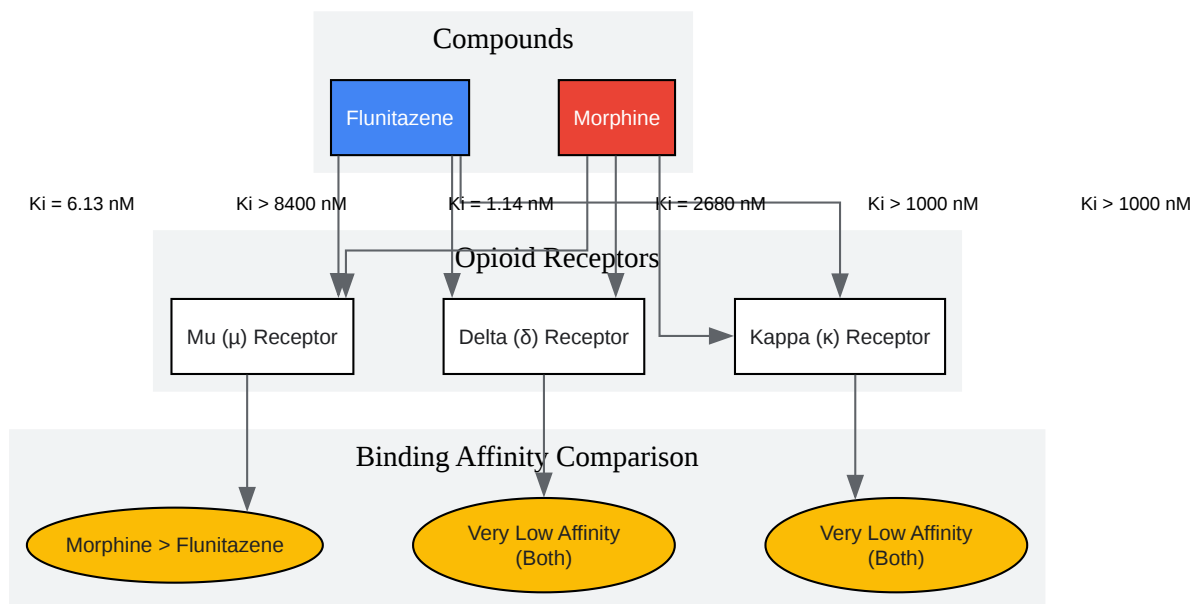 Compounds
Flunitazene
Morphine
Ki = 6.13 nM
Ki > 8400 nM
Ki = 1.14 nM
Ki = 2680 nM
Ki > 1000 nM
Ki > 1000 nM
Opioid Receptors
Mu (μ) Receptor
Delta (δ) Receptor
Kappa (κ) Receptor
Binding Affinity Comparison
Morphine > Flunitazene
Very Low Affinity
(Both)
Very Low Affinity
(Both)